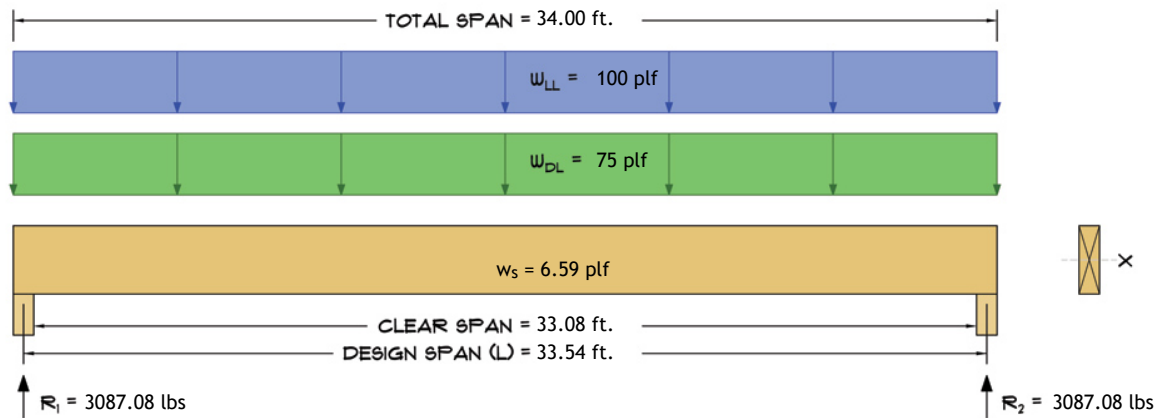 TOTAL SPAN = 34.00 ft.
WLL = 100 plf
WDL = 75 plf
ws = 6.59 plf
X
CLEAR SPAN = 33.08 ft.
DESIGN SPAN (L) = 33.54 ft.
R1 = 3087.08 lbs
R2 = 3087.08 lbs